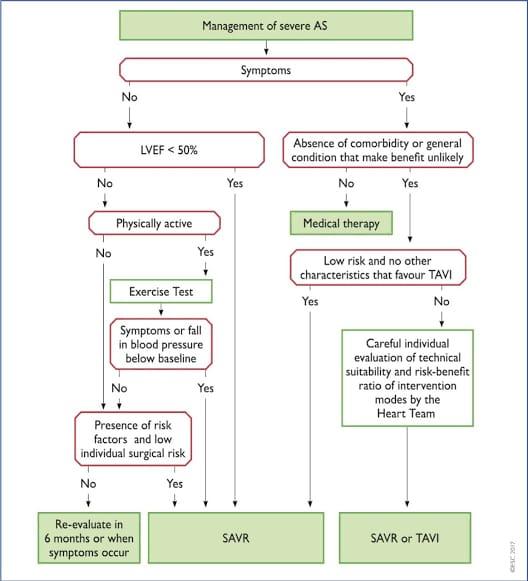 Management of severe AS
Symptoms
No
Yes
LVEF < 50%
Absence of comorbidity or general
condition that make benefit unlikely
No
Yes
No
Yes
Physically active
Medical therapy
No
Yes
Low risk and no other
characteristics that favour TAVI
Exercise Test
Yes
No
Symptoms or fall
in blood pressure
below baseline
Careful individual
evaluation of technical
suitability and risk-benefit
ratio of intervention
modes by the
Heart Team
No
Yes
Presence of risk
factors and low
individual surgical risk
No
Yes
Re-evaluate in
6 months or when
symptoms occur
SAVR
SAVR or TAVI
©ESC 2017